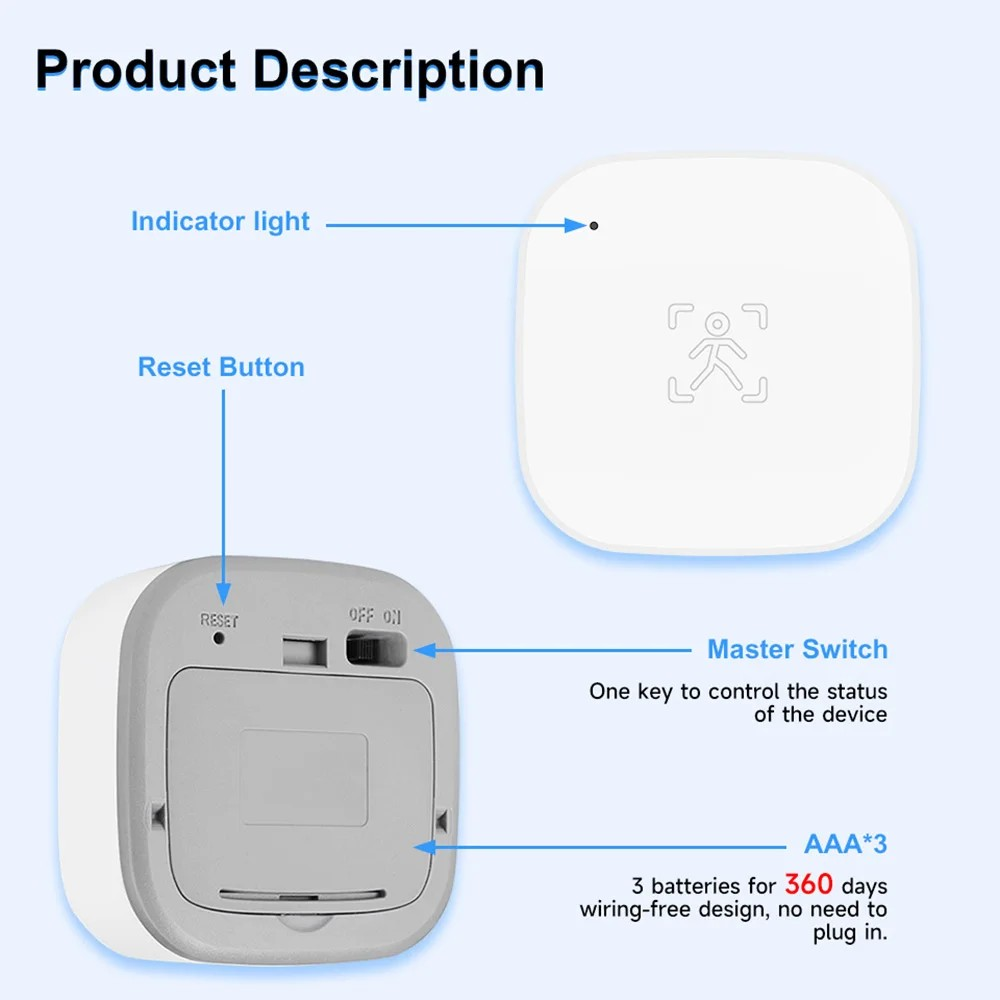 Product Description
Indicator light
Reset Button
RESET
OFF ON
Master Switch
One key to control the status
of the device
AAA*3
3 batteries for 360 days
wiring-free design, no need to
plug in.